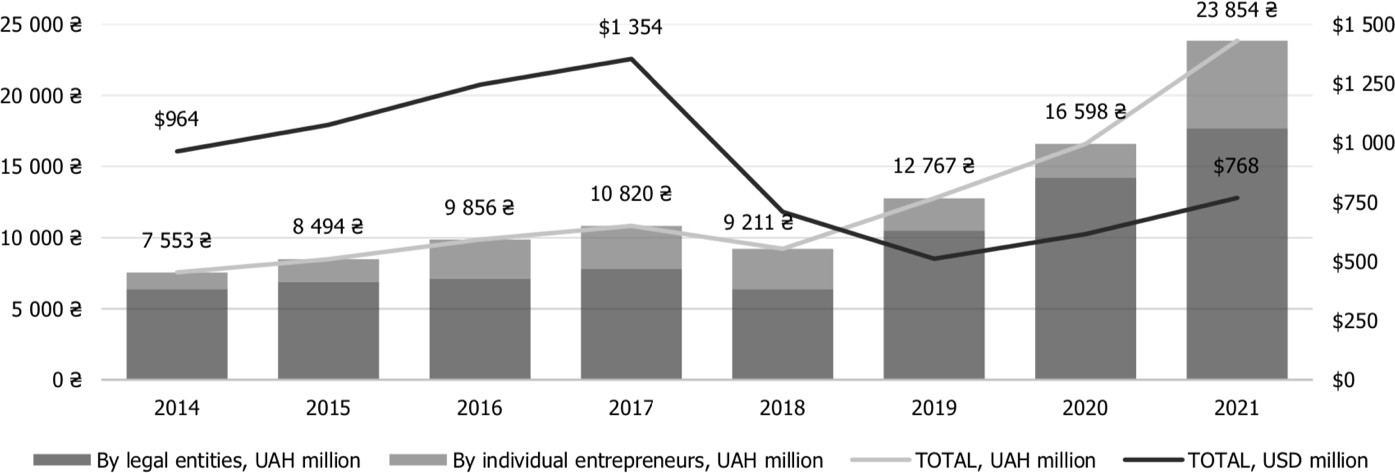 23 854 ₴
25 000 ₴
$1 354
$1 500
20 000 ₴
$964
16 598 ₴
$1 250
15 000 ₴
12 767 ₴
$768
$1 000
10 000 ₴
7 553 ₴
8 494 ₴
9 856 ₴
10 820 ₴
9 211 ₴
$750
$500
5 000 ₴
$250
0 ₴
$0
2014 2015 2016 2017 2018 2019 2020 2021
By legal entities, UAH million By individual entrepreneurs, UAH million TOTAL, UAH million TOTAL, USD million